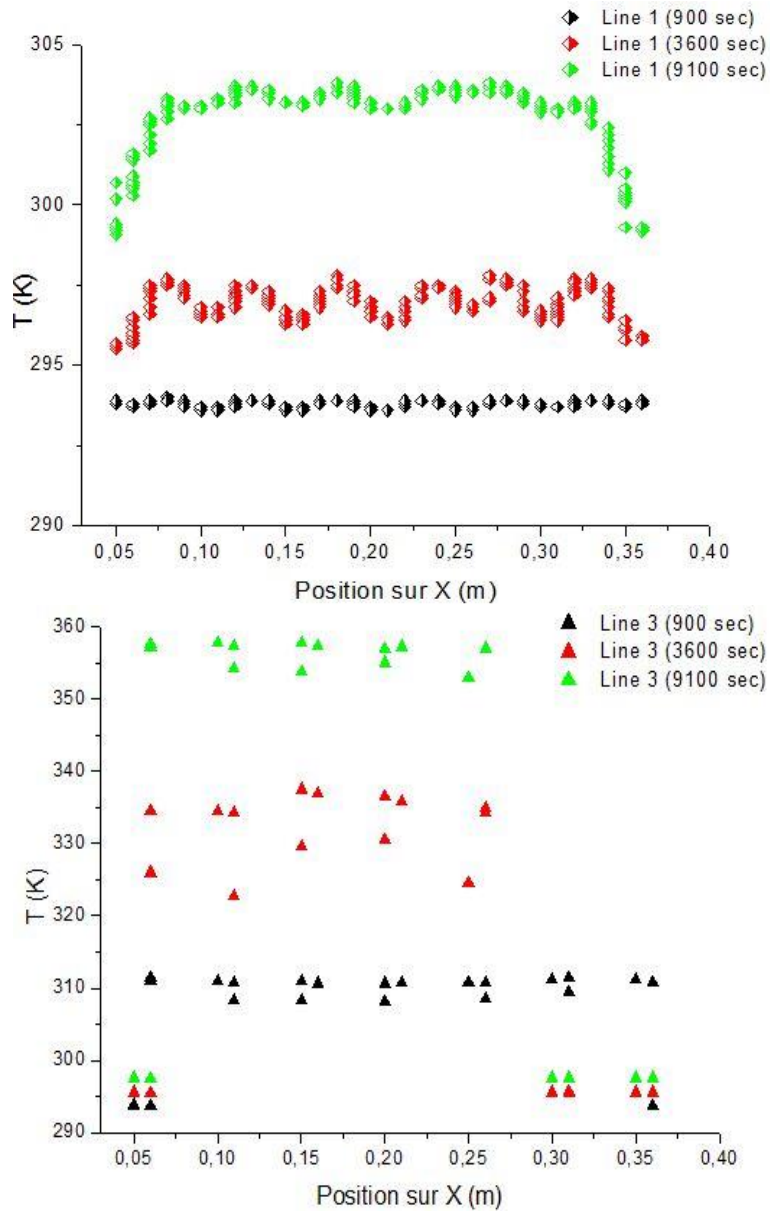 Line 1 (900 sec)
Line 1 (3600 sec)
Line 1 (9100 sec)
305
300
295
290
T (K)
0,05
0,10
0,15
0,20
0,25
0,30
0,35
0,40
Position sur X (m)
Line 3 (900 sec)
Line 3 (3600 sec)
Line 3 (9100 sec)
360
350
340
330
320
310
300
290
T (K)
0,05
0,10
0,15
0,20
0,25
0,30
0,35
0,40
Position sur X (m)